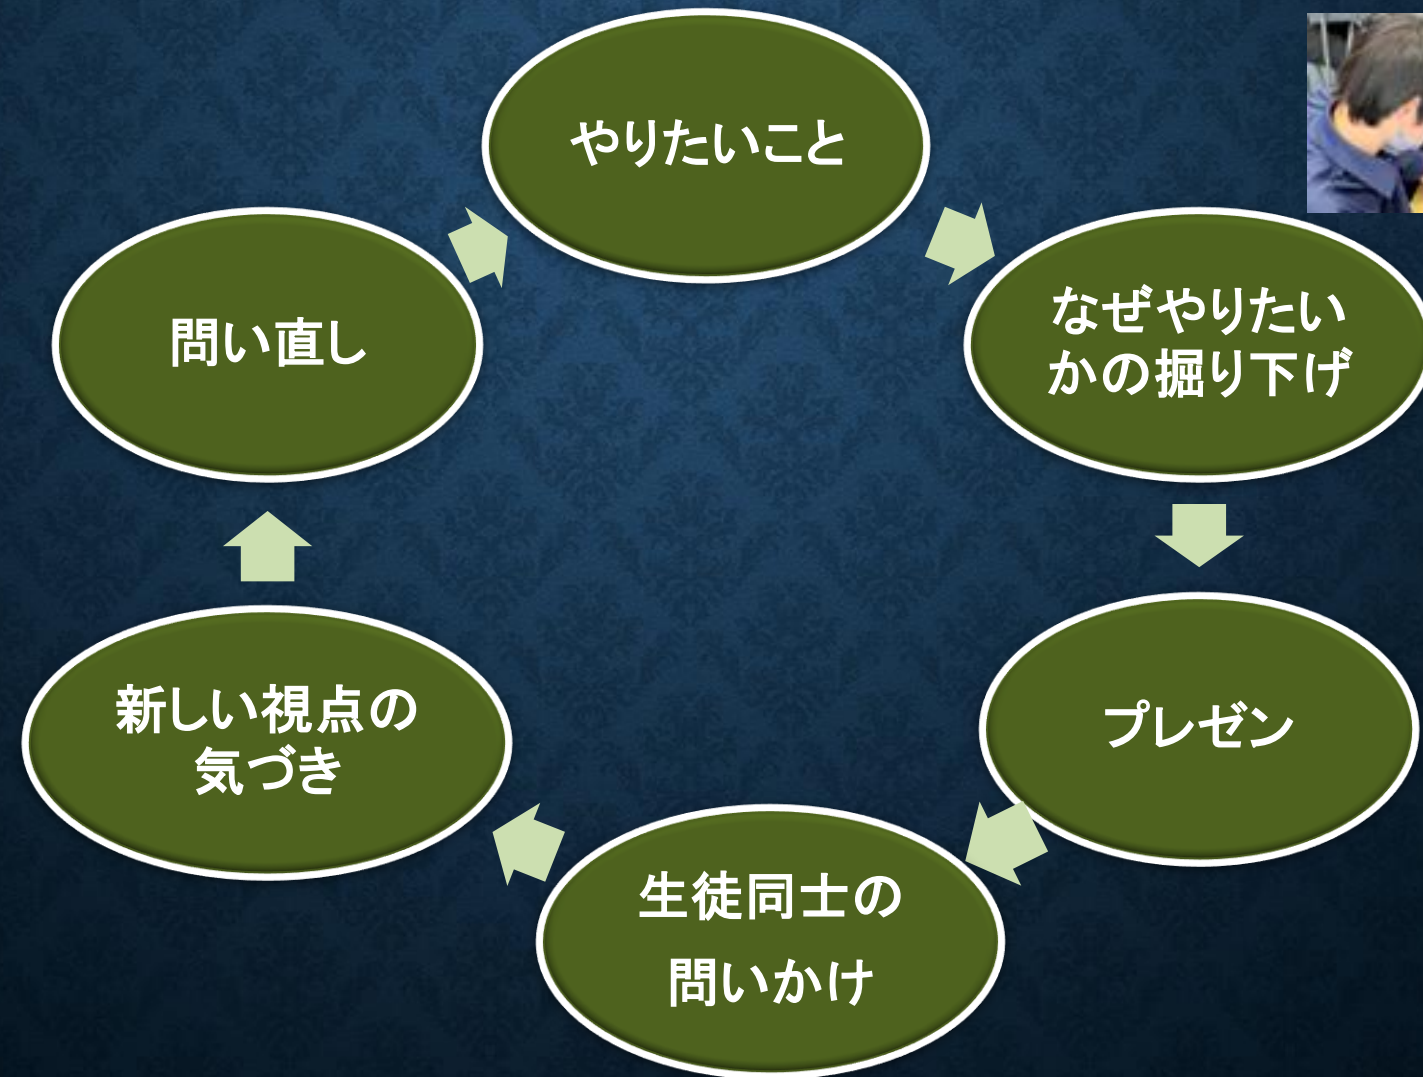 やりたいこと
なぜやりたい
かの掘り下げ
プレゼン
生徒同士の
問いかけ
新しい視点の
気づき
問い直し